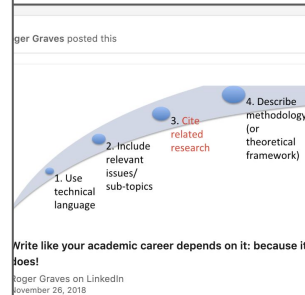 ger Graves posted this
1. Use
technical
language
2. Include
relevant
issues/
sub-topics
3. Cite
related
research
4. Describe
methodology
(or
theoretical
framework)
Write like your academic career depends on it: because it
does!
Roger Graves on LinkedIn
November 26, 2018